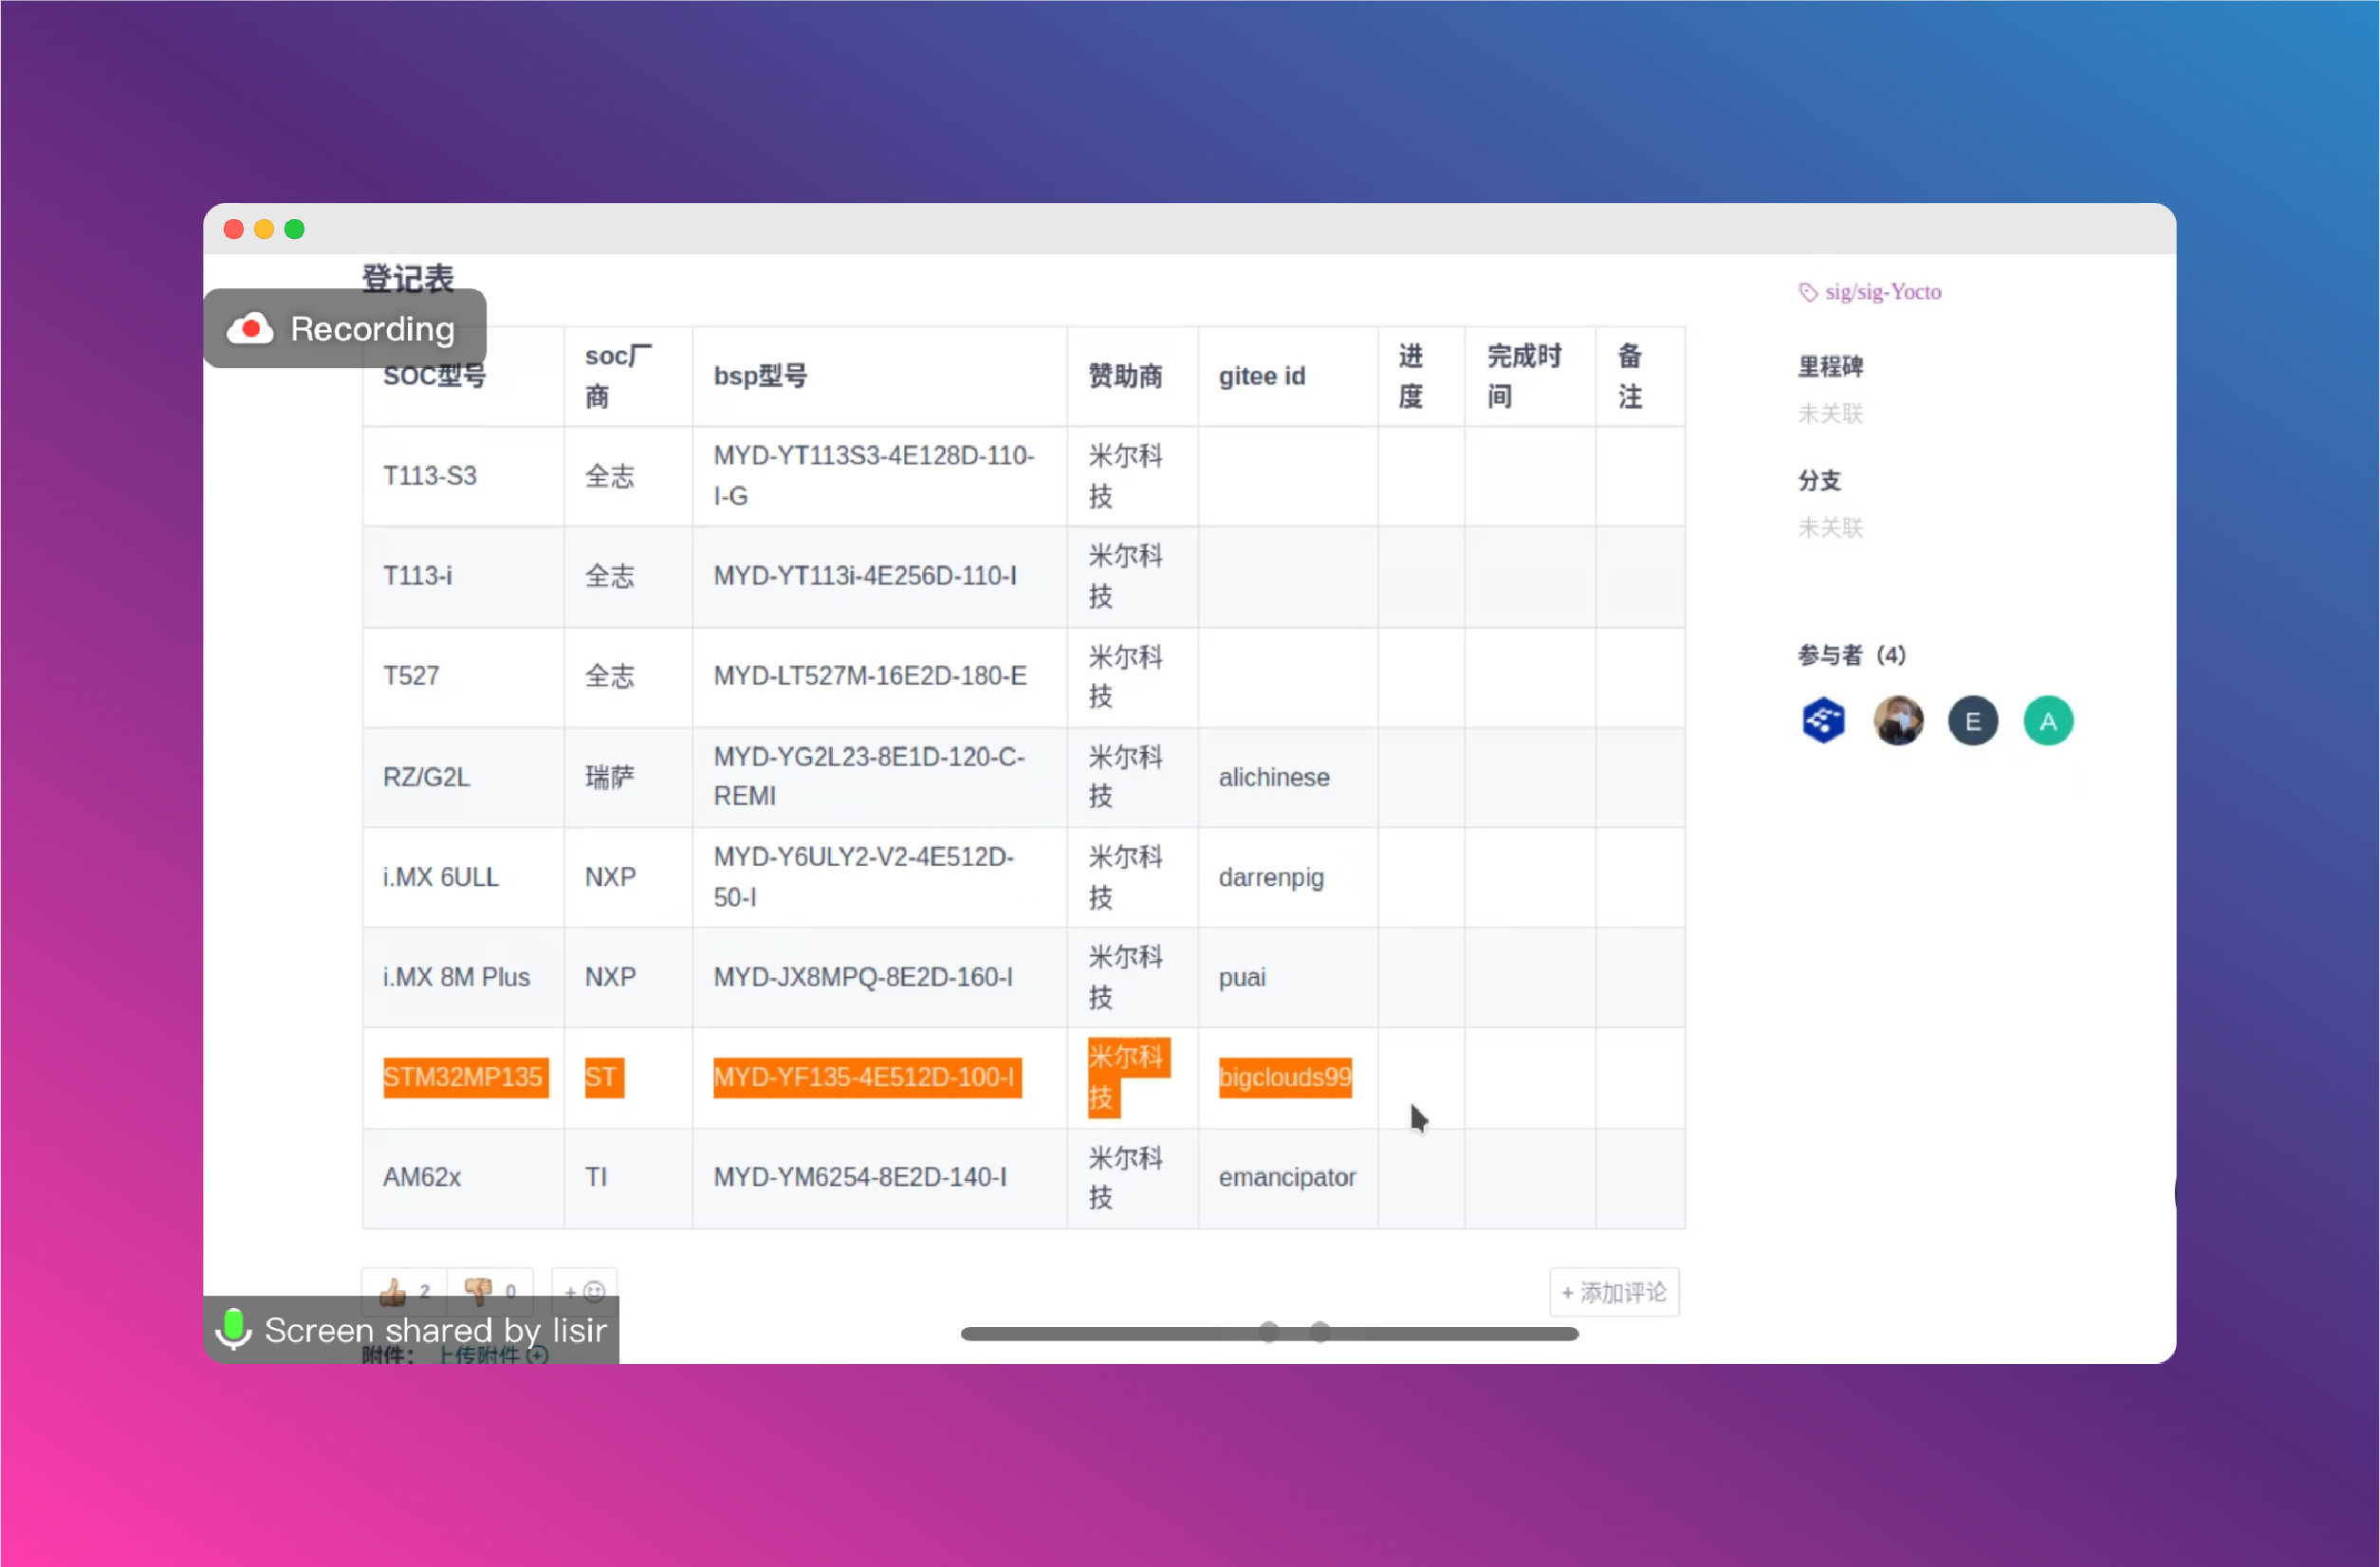 登记表
Recording
SOC型号
soc厂
商
bsp型号
赞助商
gitee id
进
度
完成时
间
备
注
T113-S3
全志
MYD-YT113S3-4E128D-110-
I-G
米尔科
技
T113-i
全志
MYD-YT113i-4E256D-110-I
米尔科
技
T527
全志
MYD-LT527M-16E2D-180-E
米尔科
技
RZ/G2L
瑞萨
MYD-YG2L23-8E1D-120-C-
REMI
米尔科
技
alichinese
i.MX 6ULL
NXP
MYD-Y6ULY2-V2-4E512D-
50-I
米尔科
技
darrenpig
i.MX 8M Plus
NXP
MYD-JX8MPQ-8E2D-160-I
米尔科
技
puai
STM32MP135
ST
MYD-YF135-4E512D-100-I
米尔科
技
bigclouds99
AM62x
TI
MYD-YM6254-8E2D-140-I
米尔科
技
emancipator
2
0
+
+ 添加评论
Screen shared by lisir
附件： 上传附件
sig/sig-Yocto
里程碑
未关联
分支
未关联
参与者（4）
E
A